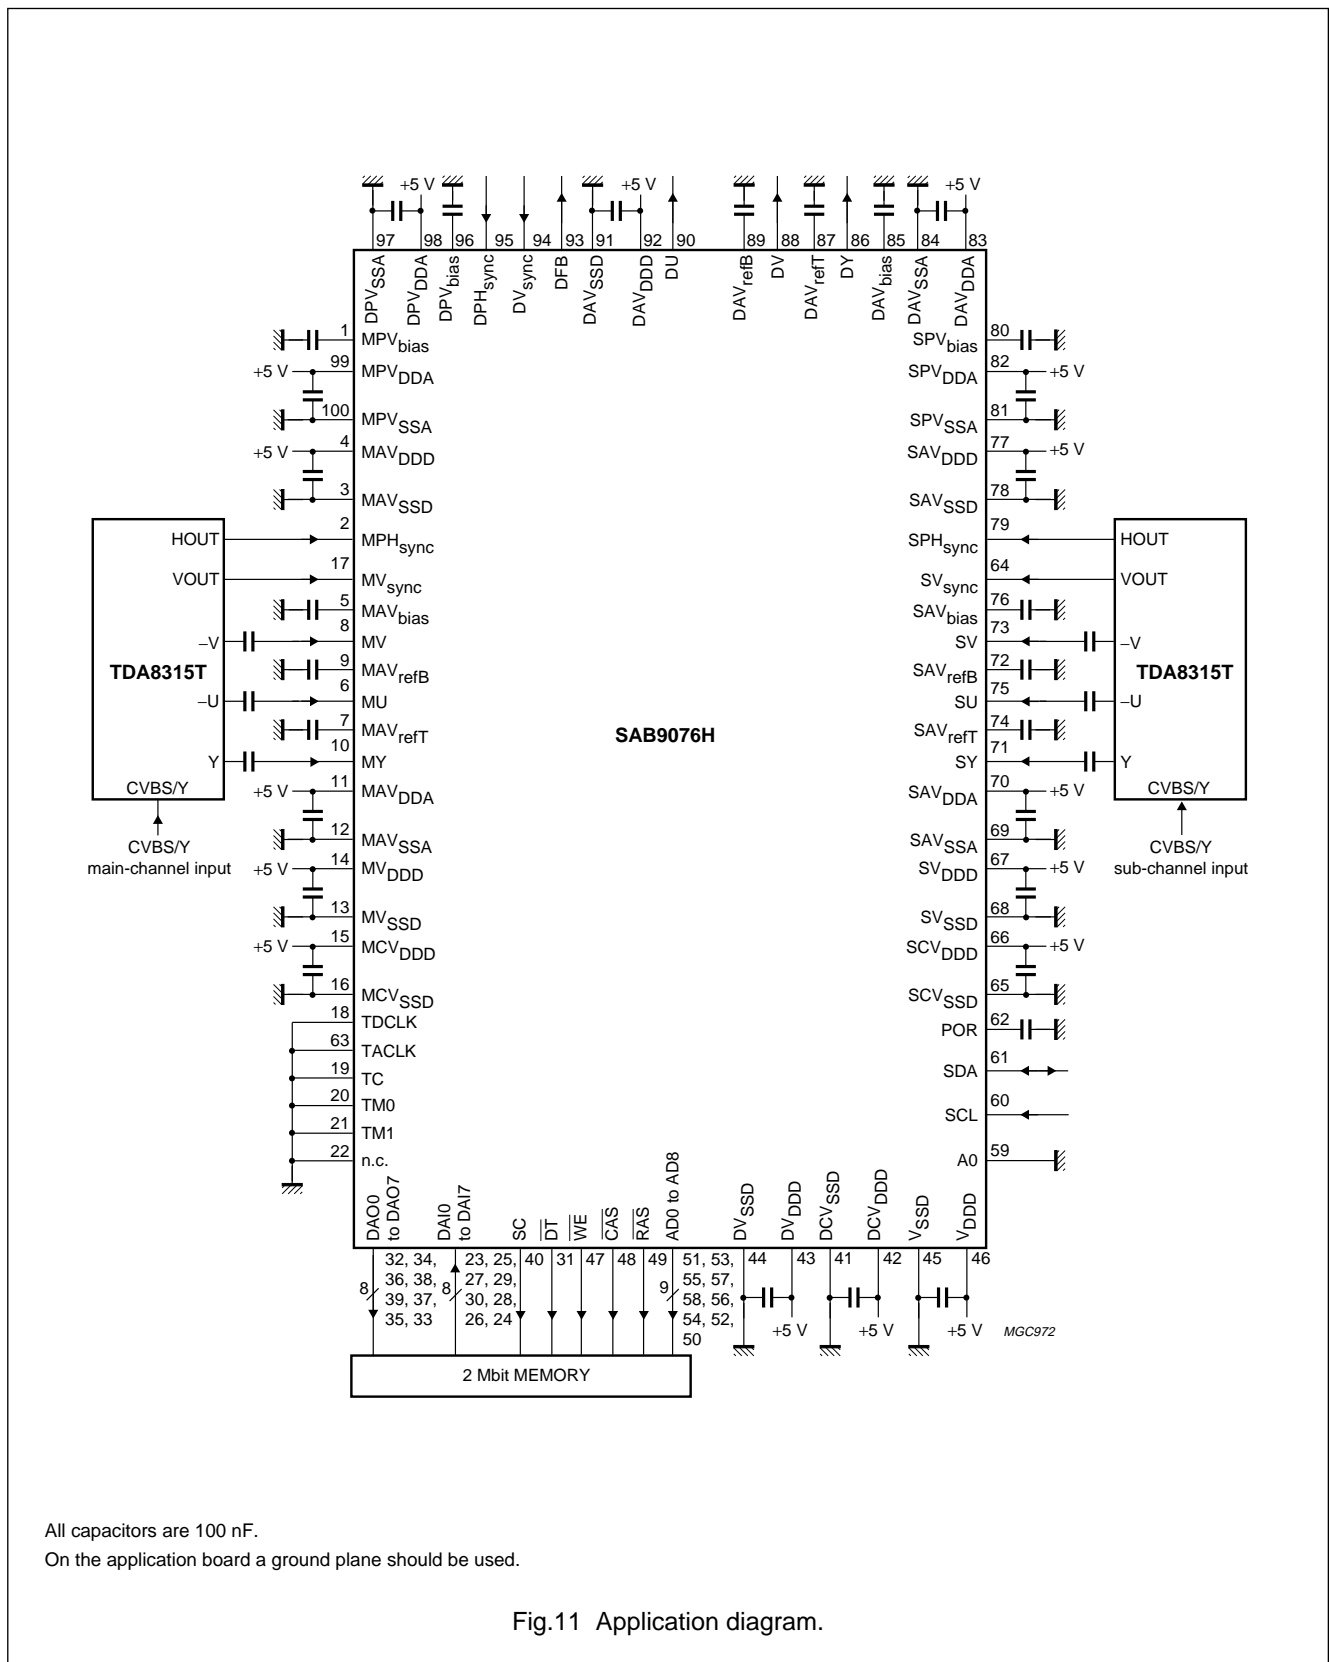 +5 V +5 V +5 V
97 98 96 95 94 93 91 92 90 89 88 87 86 85 84 83
DPVSSA DPVDDA DPVbias DPHsync DVsync DFB DAVSSD DAVDDD DU DAVrefB DV DAVrefT DY DAVbias DAVSSA DAVDDA
1 MPVbias SPVbias 80
+5 V 99 MPVDDA SPVDDA 82 +5 V
100 MPVSSA SPVSSA 81
+5 V 4 MAVDDD SAVDDD 77 +5 V
3 MAVSSD SAVSSD 78
HOUT 2 MPHsync SPHsync 79 HOUT
VOUT 17 MVsync SVsync 64 VOUT
5 MAVbias SAVbias 76
–V 8 MV SV 73 –V
TDA8315T 9 MAVrefB SAVrefB 72 TDA8315T
–U 6 MU SU 75 –U
7 MAVrefT SAB9076H SAVrefT 74
Y 10 MY SY 71 Y
CVBS/Y +5 V 11 MAVDDA SAVDDA 70 +5 V CVBS/Y
CVBS/Y 12 MAVSSA SAVSSA 69 CVBS/Y
main-channel input +5 V 14 MVDDD SVDDD 67 +5 V sub-channel input
13 MVSSD SVSSD 68
+5 V 15 MCVDDD SCVDDD 66 +5 V
16 MCVSSD SCVSSD 65
18 TDCLK POR 62
63 TACLK
19 TC SDA 61
20 TM0 SCL 60
21 TM1
22 n.c. A0 59
DAO0 to DAO7 DAI0 to DAI7 SC DT WE CAS RAS AD0 to AD8 DVSSD DVDDD DCVSSD DCVDDD VSSD VDDD
32, 34, 23, 25, 40 31 47 48 49 51, 53, 44 43 41 42 45 46
36, 38, 27, 29, 55, 57,
8 39, 37, 8 30, 28, 9 58, 56,
35, 33 26, 24 54, 52,
50
+5 V +5 V +5 V MGC972
2 Mbit MEMORY
All capacitors are 100 nF.
On the application board a ground plane should be used.
Fig.11 Application diagram.